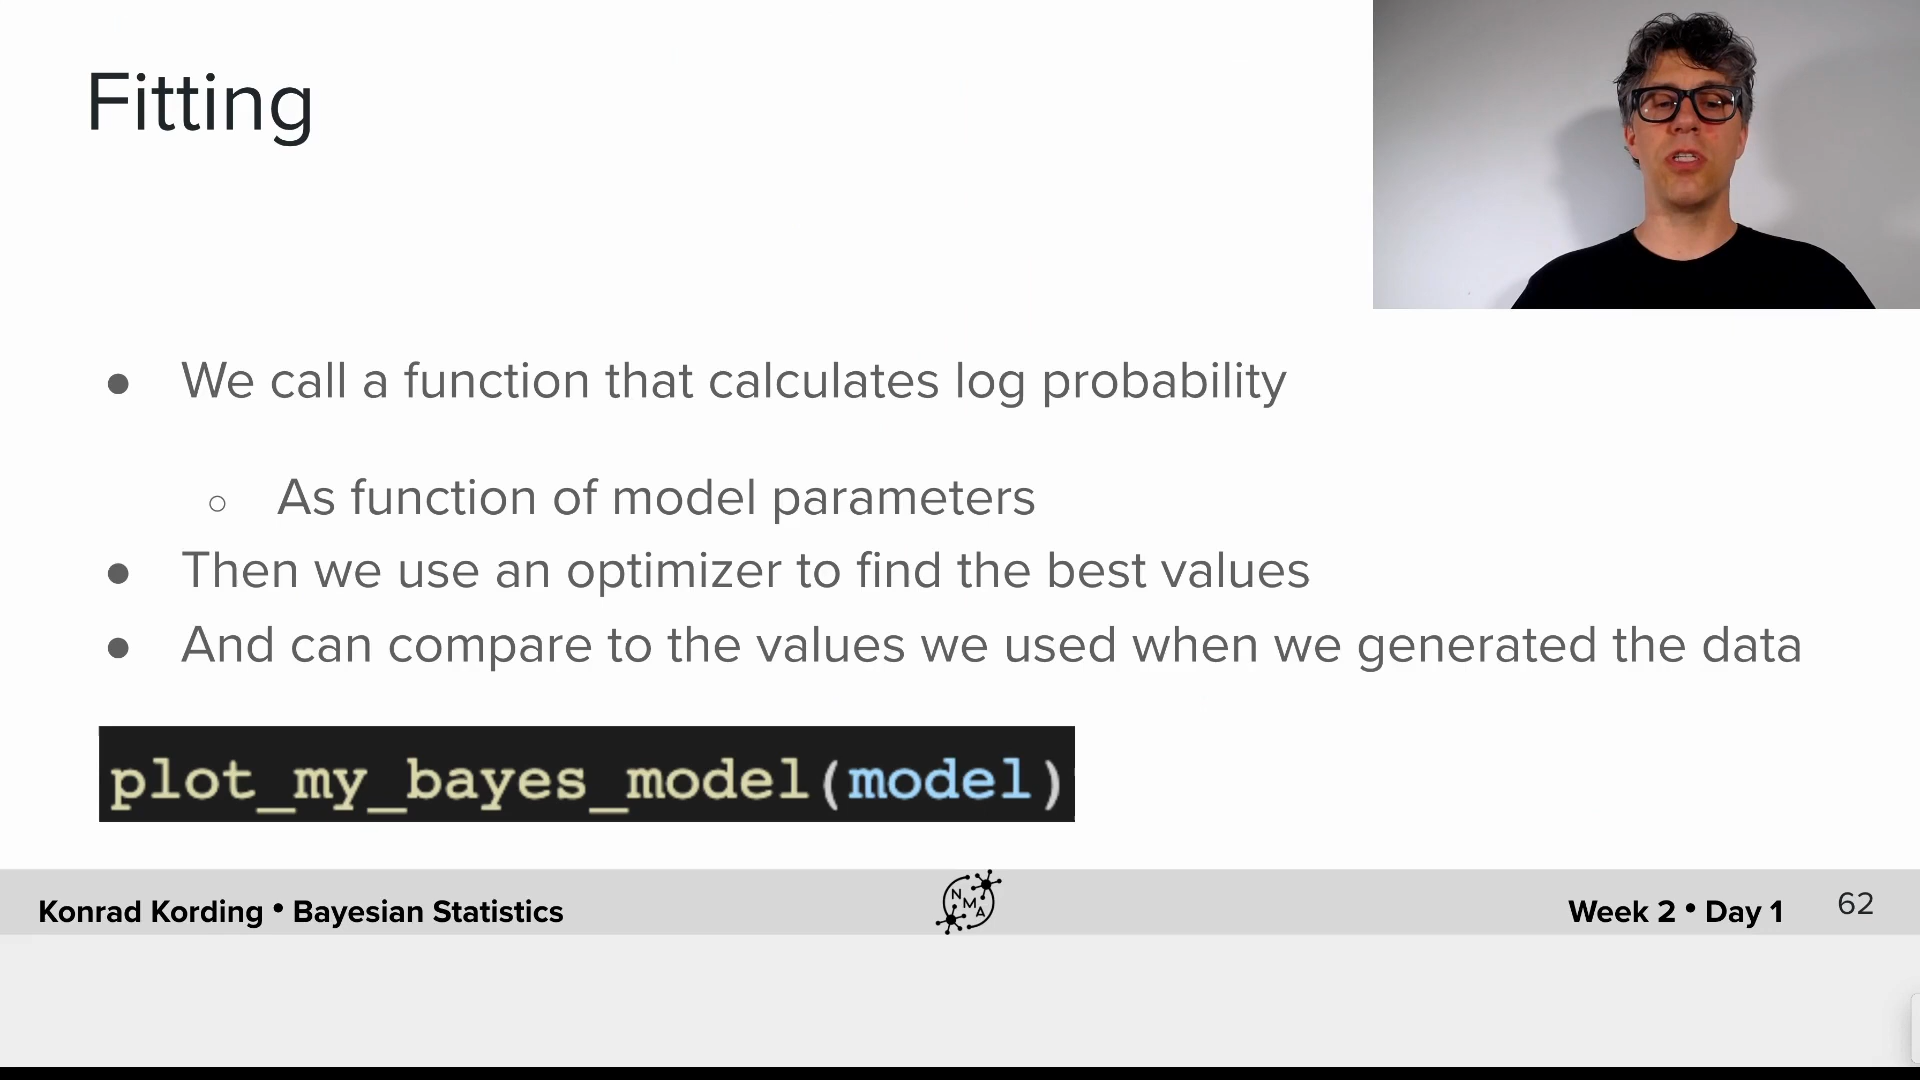 Fitting
● We call a function that calculates log probability
○ As function of model parameters
● Then we use an optimizer to find the best values
● And can compare to the values we used when we generated the data
plot_my_bayes_model(model)
Konrad Kording • Bayesian Statistics
NMA
Week 2 • Day 1
62